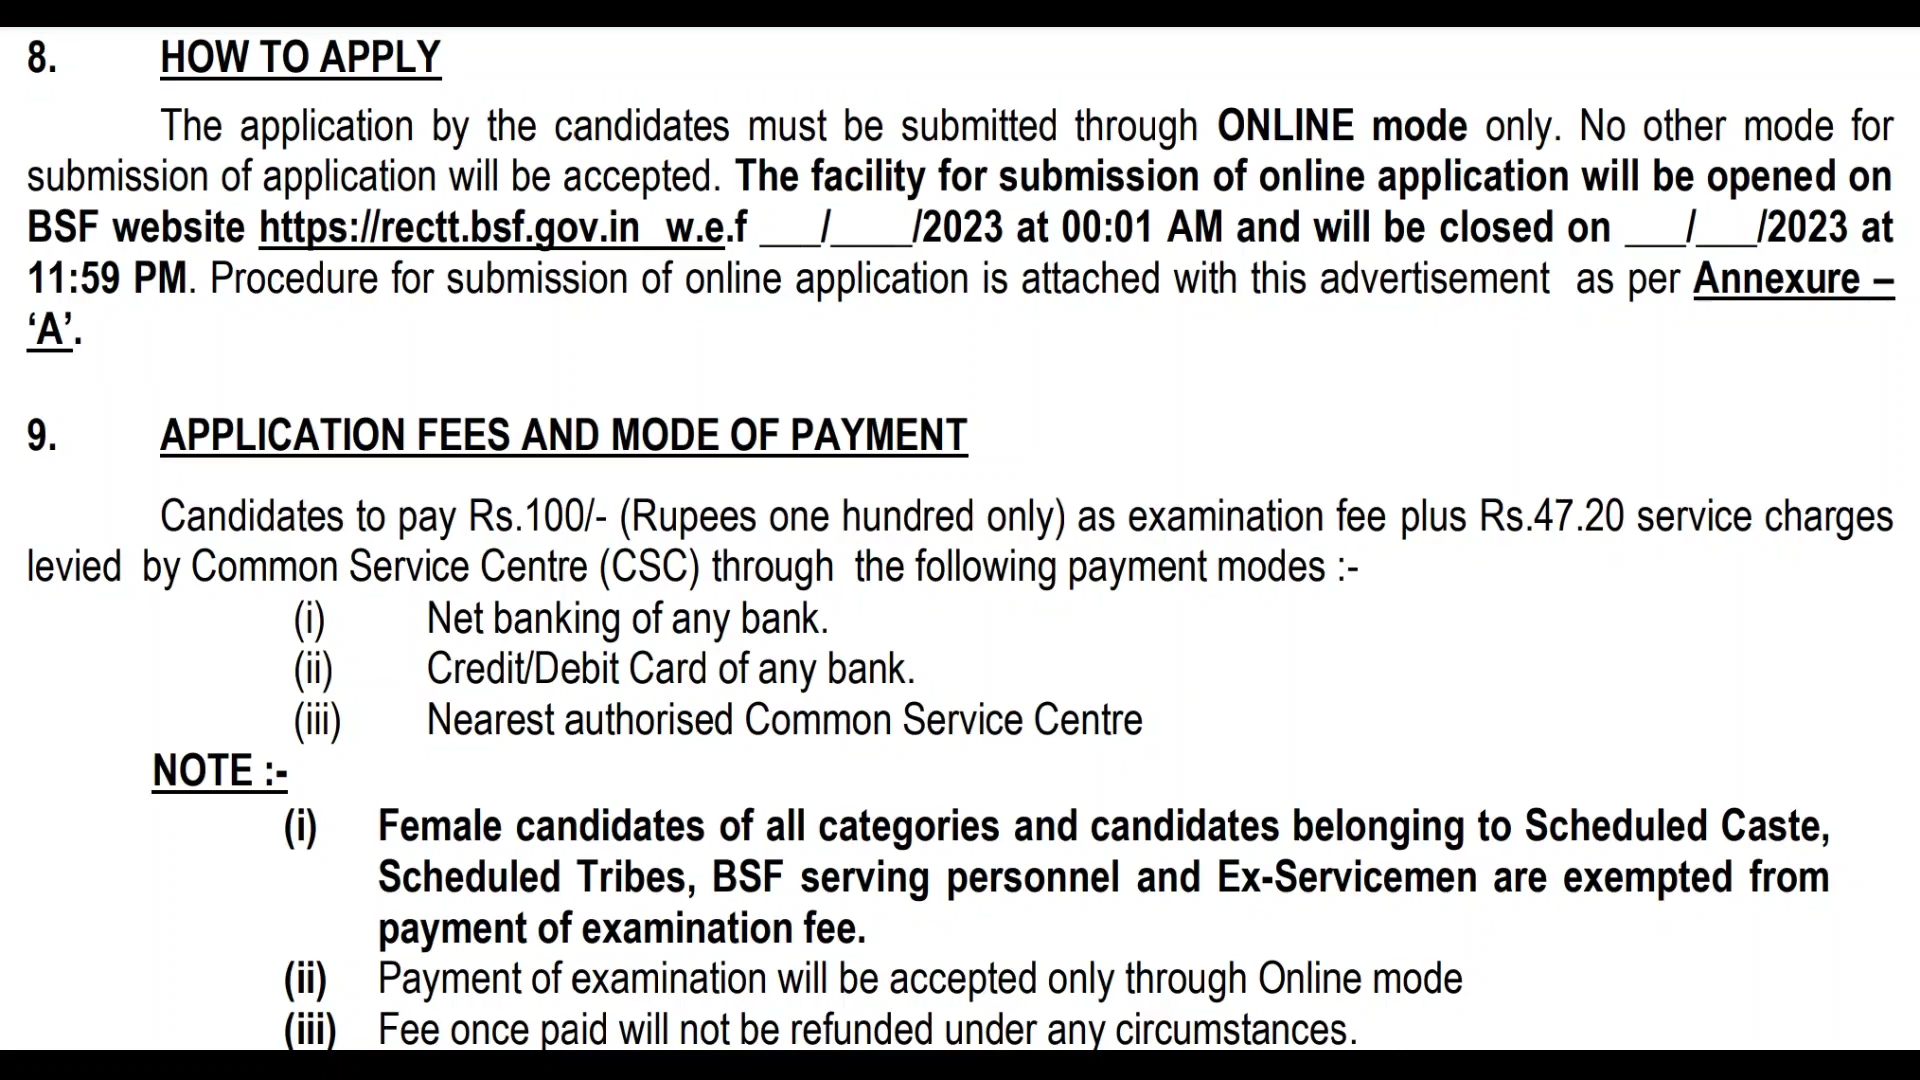 8. HOW TO APPLY
The application by the candidates must be submitted through ONLINE mode only. No other mode for
submission of application will be accepted. The facility for submission of online application will be opened on
BSF website https://rectt.bsf.gov.in w.e.f ___/____/2023 at 00:01 AM and will be closed on ___/___/2023 at
11:59 PM. Procedure for submission of online application is attached with this advertisement as per Annexure –
‘A’.
9. APPLICATION FEES AND MODE OF PAYMENT
Candidates to pay Rs.100/- (Rupees one hundred only) as examination fee plus Rs.47.20 service charges
levied by Common Service Centre (CSC) through the following payment modes :-
(i) Net banking of any bank.
(ii) Credit/Debit Card of any bank.
(iii) Nearest authorised Common Service Centre
NOTE :-
(i) Female candidates of all categories and candidates belonging to Scheduled Caste,
Scheduled Tribes, BSF serving personnel and Ex-Servicemen are exempted from
payment of examination fee.
(ii) Payment of examination will be accepted only through Online mode
(iii) Fee once paid will not be refunded under any circumstances.